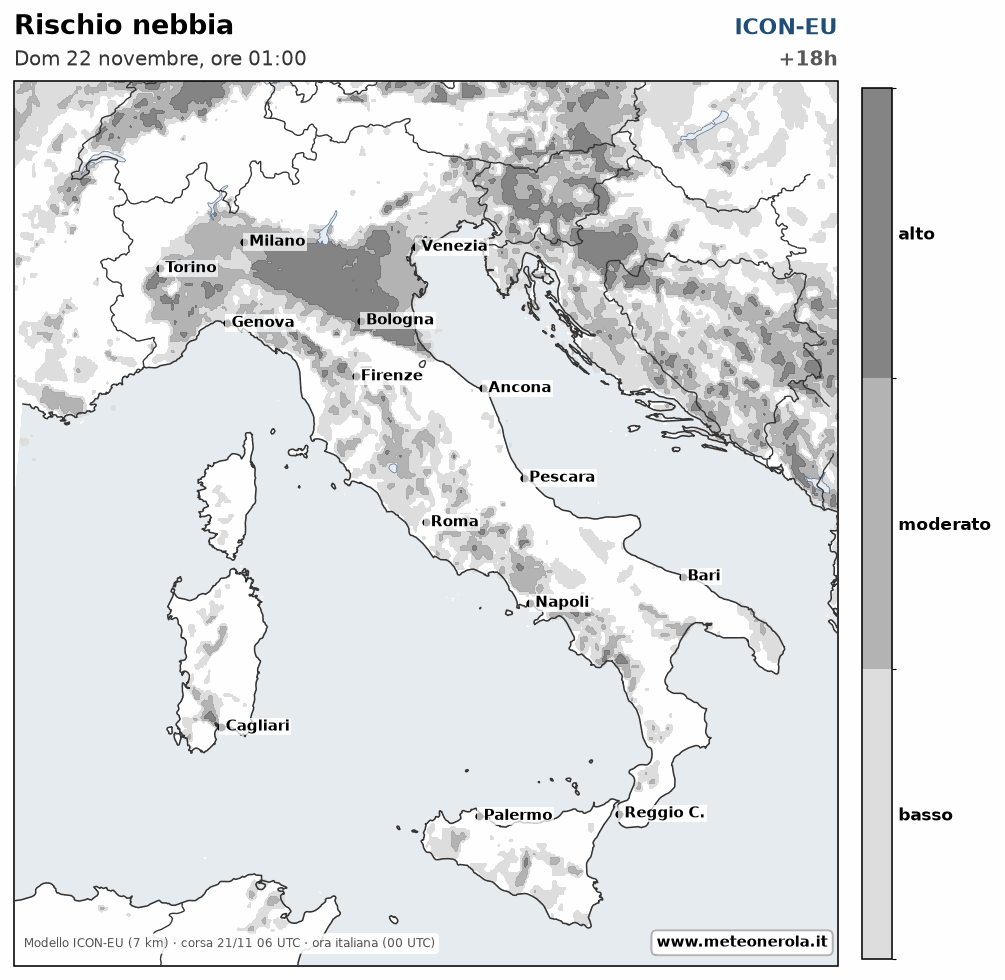 Rischio nebbia
ICON-EU
Dom 22 novembre, ore 01:00
+18h
alto
Milano
Venezia
Torino
Genova
Bologna
Firenze
Ancona
Pescara
Roma
moderato
Bari
Napoli
Cagliari
Palermo
Reggio C.
basso
Modello ICON-EU (7 km) · corsa 21/11 06 UTC · ora italiana (00 UTC)
www.meteonerola.it